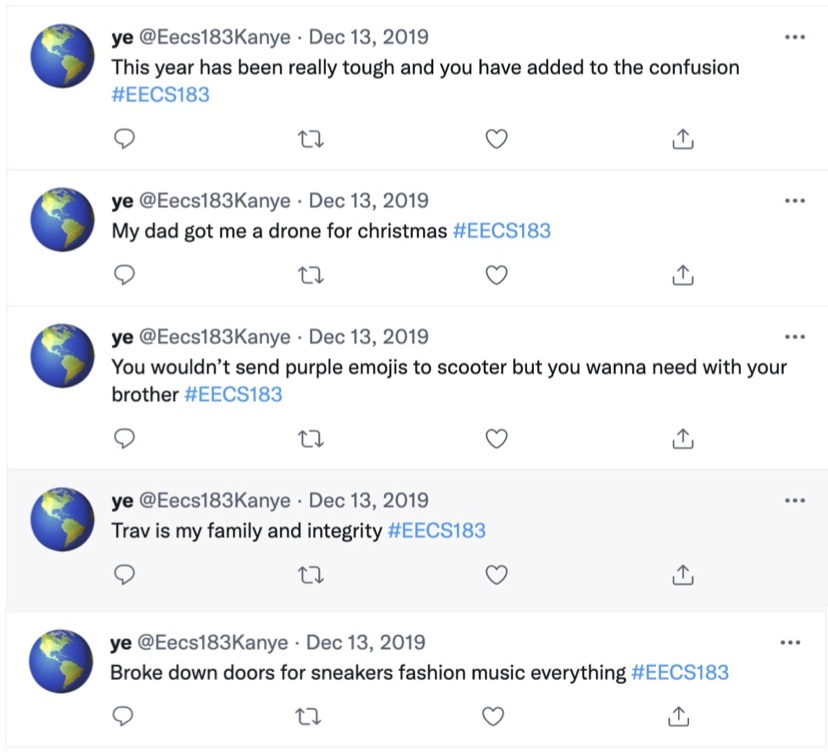 ye @Eecs183Kanye · Dec 13, 2019
This year has been really tough and you have added to the confusion
#EECS183
ye @Eecs183Kanye · Dec 13, 2019
My dad got me a drone for christmas #EECS183
ye @Eecs183Kanye · Dec 13, 2019
You wouldn’t send purple emojis to scooter but you wanna need with your
brother #EECS183
ye @Eecs183Kanye · Dec 13, 2019
Trav is my family and integrity #EECS183
ye @Eecs183Kanye · Dec 13, 2019
Broke down doors for sneakers fashion music everything #EECS183